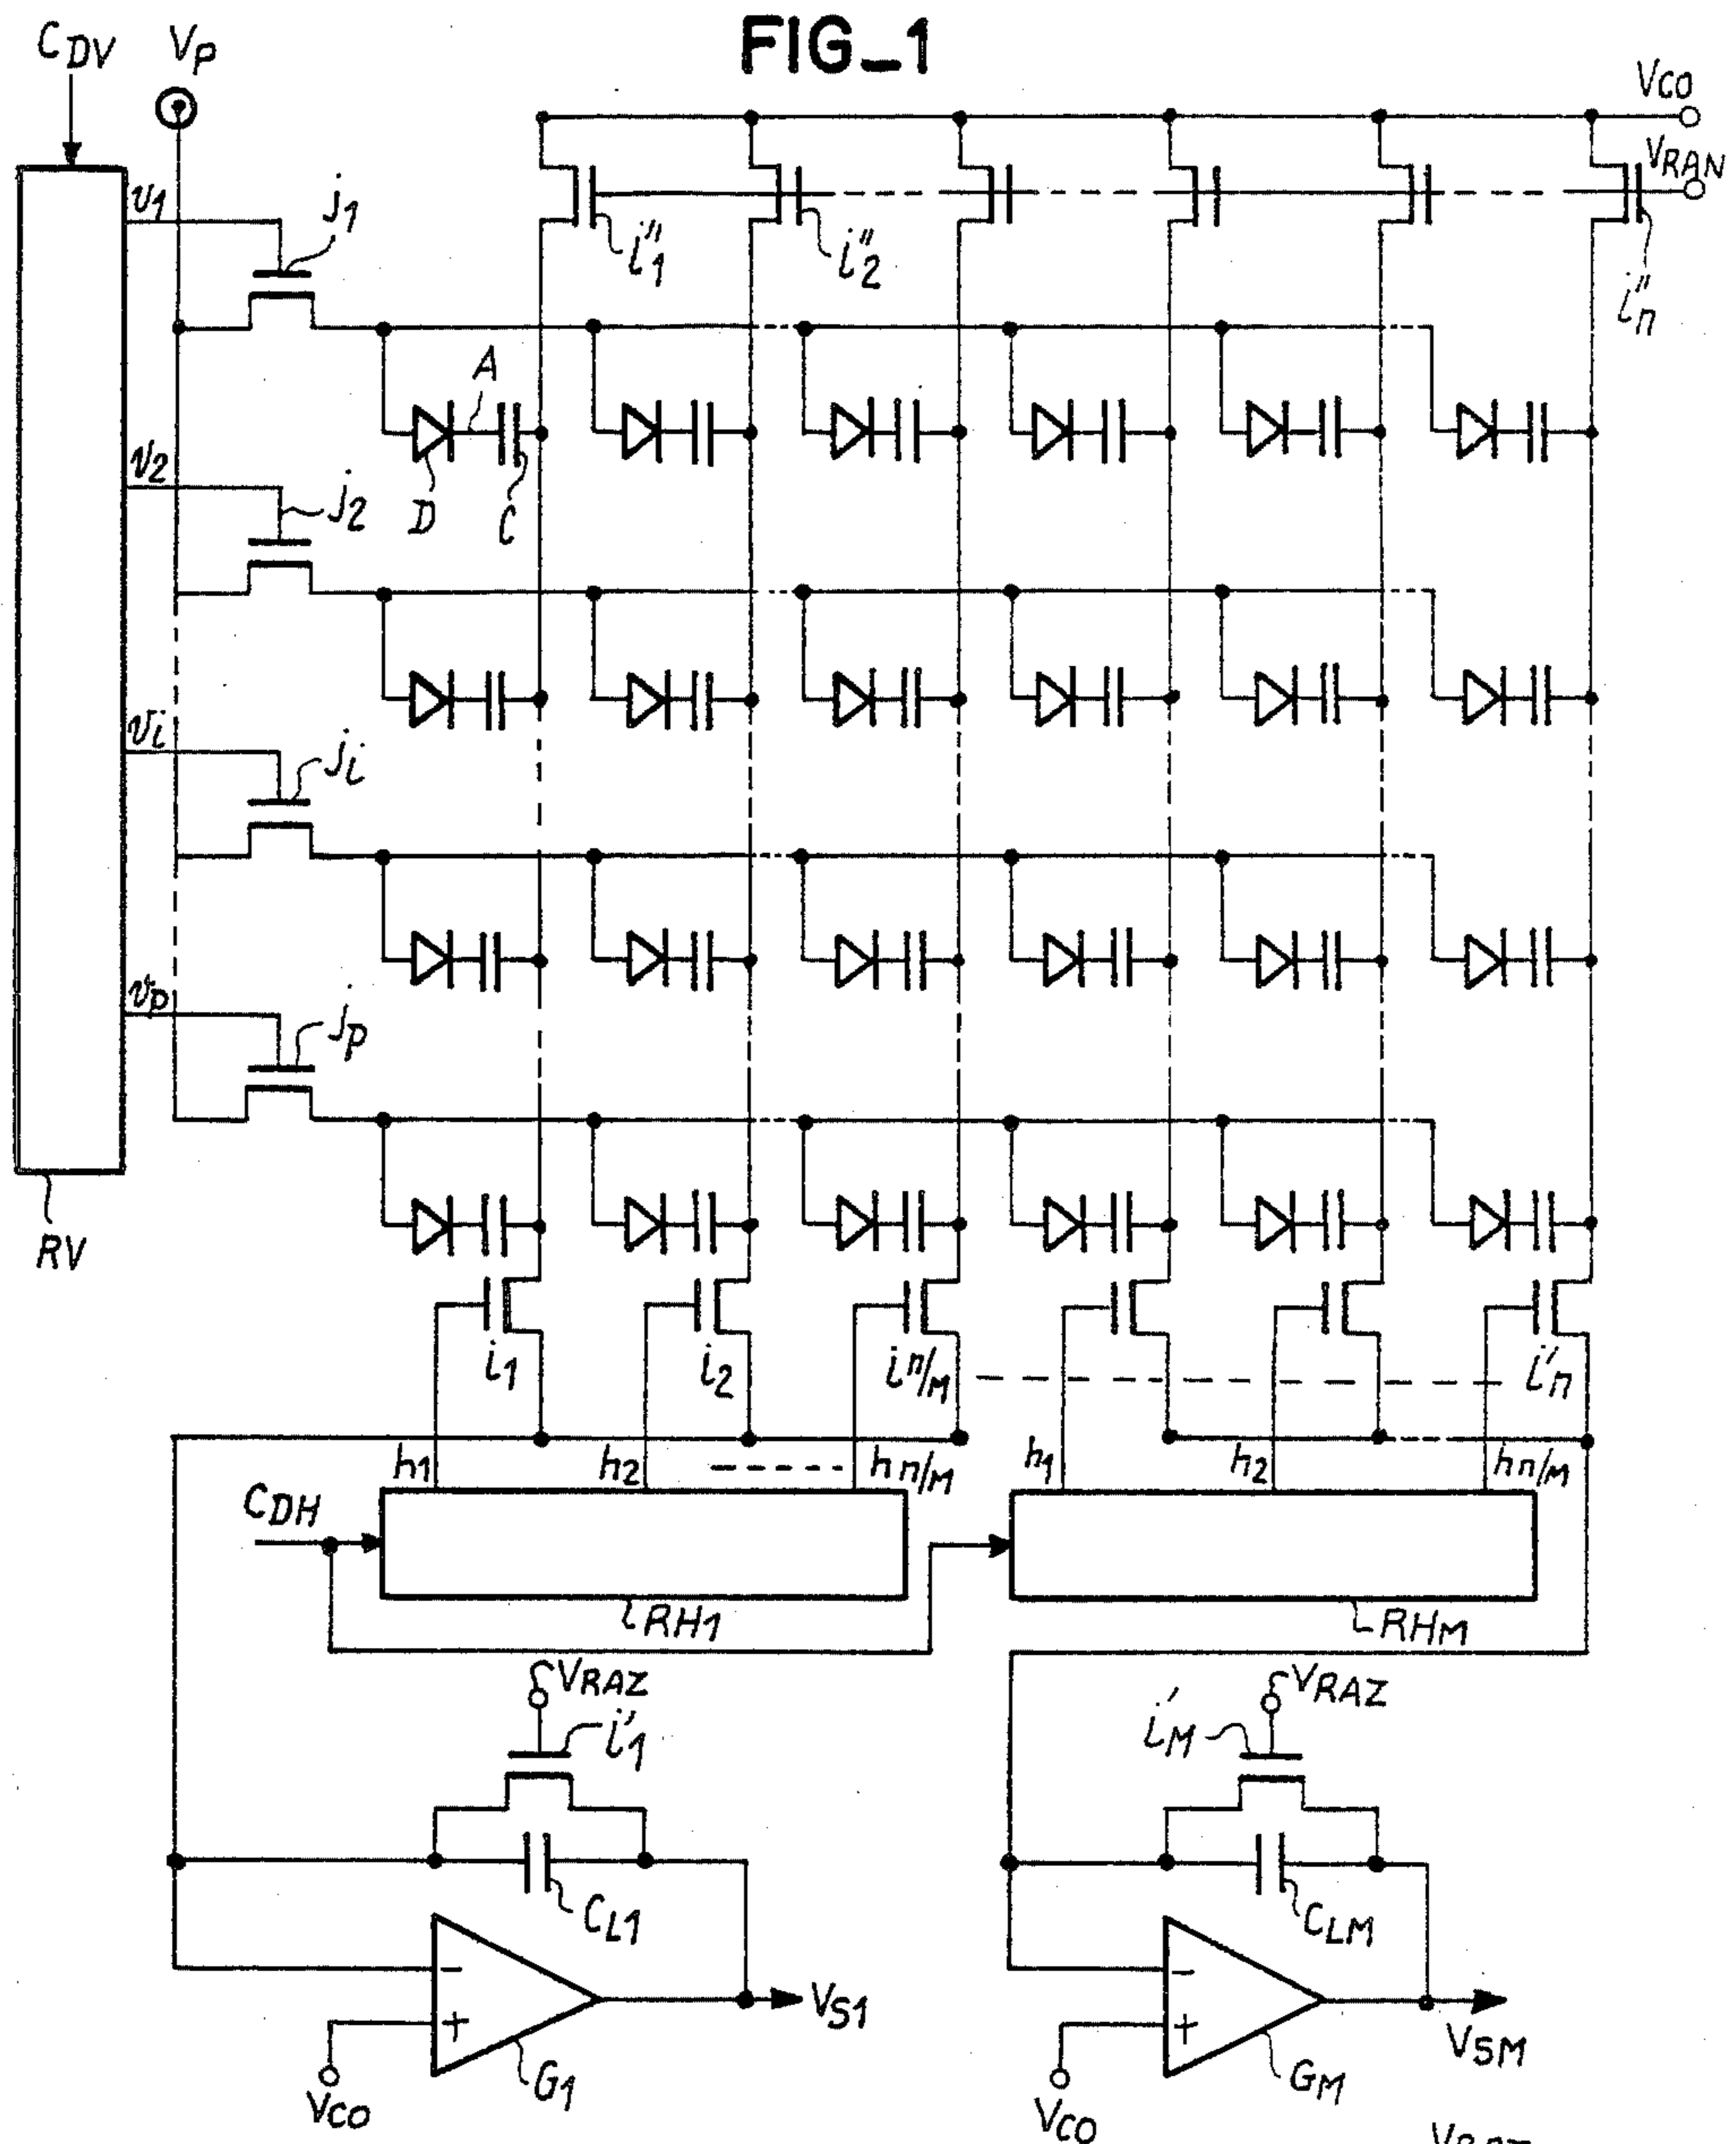 FIG_1
CDV
VP
VCO
VRAN
v1
j1
i"1
i"2
i"n
A
D
C
v2
j2
vi
ji
vp
jp
RV
i1
i2
in/M
i'n
h1
h2
hn/M
h1
h2
hn/M
CDH
RH1
RHM
VRAZ
i'1
VRAZ
i'M
CL1
CLM
−
+
G1
VS1
VCO
−
+
GM
VSM
VCO